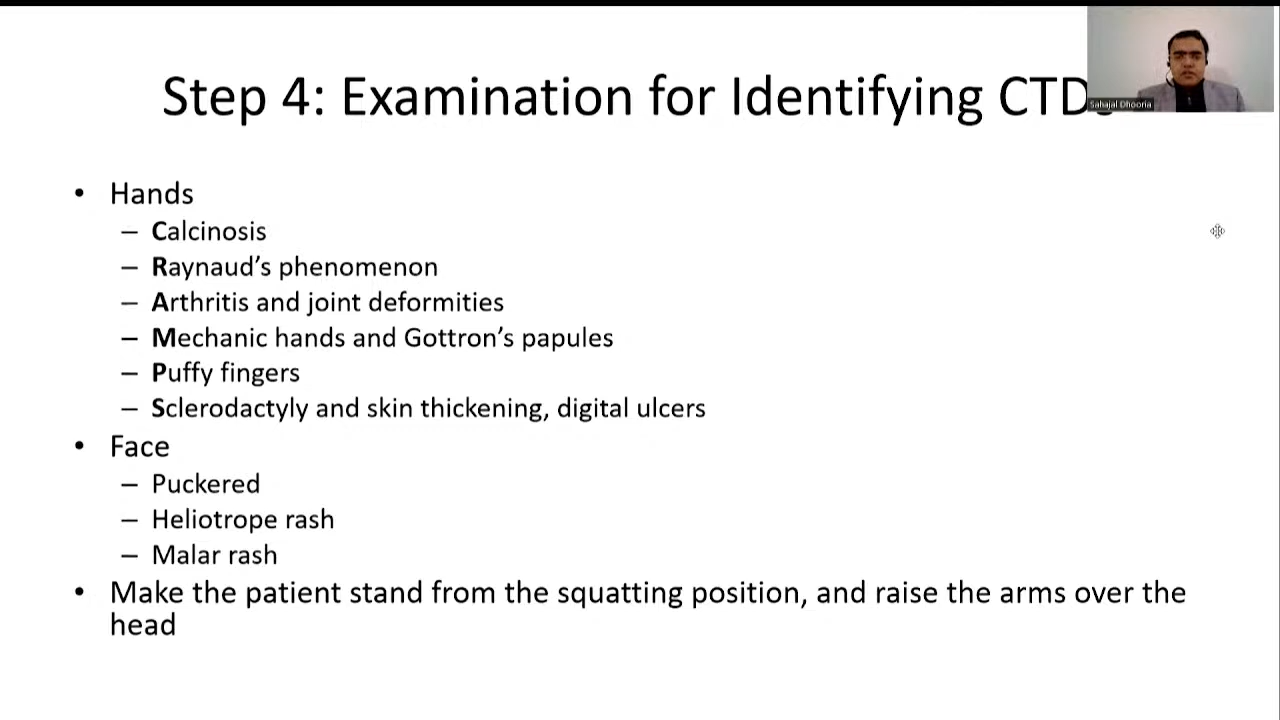 Step 4: Examination for Identifying CTDs
Sahajal Dhooria
• Hands
– Calcinosis
– Raynaud’s phenomenon
– Arthritis and joint deformities
– Mechanic hands and Gottron’s papules
– Puffy fingers
– Sclerodactyly and skin thickening, digital ulcers
• Face
– Puckered
– Heliotrope rash
– Malar rash
• Make the patient stand from the squatting position, and raise the arms over the
head